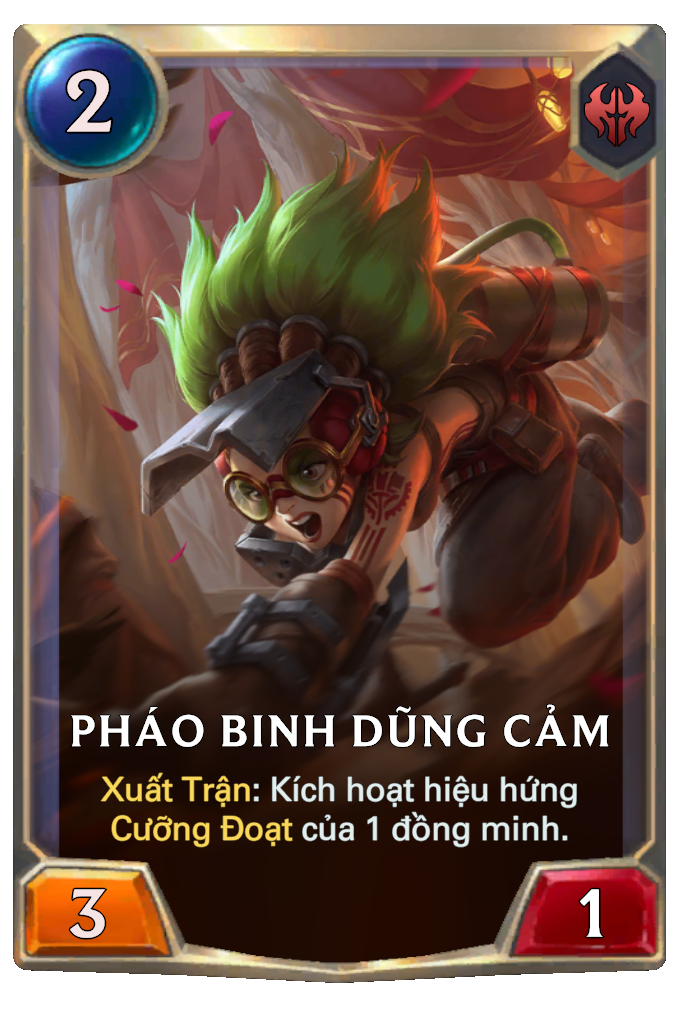 2
PHÁO BINH DŨNG CẢM
Xuất Trận: Kích hoạt hiệu hứng
Cưỡng Đoạt của 1 đồng minh.
3
1